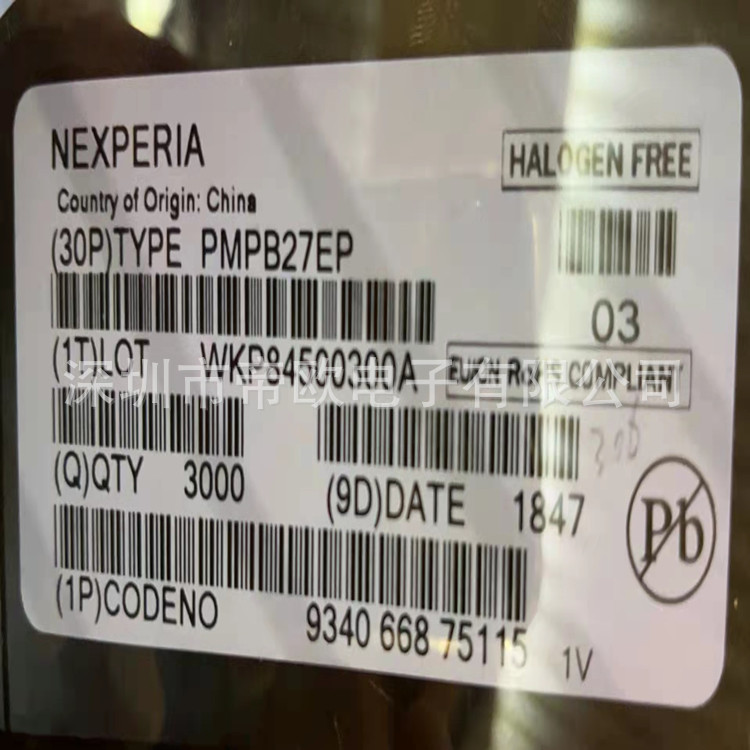 NEXPERIA
HALOGEN FREE
Country of Origin: China
(30P)TYPE PMPB27EP
03
(1T)LOT WKP84500300A
EU/CN RoHS COMPLIANT
深圳市帝欧电子有限公司
(Q)QTY 3000
(9D)DATE 1847
Pb
(1P)CODENO
9340 668 75115 1V